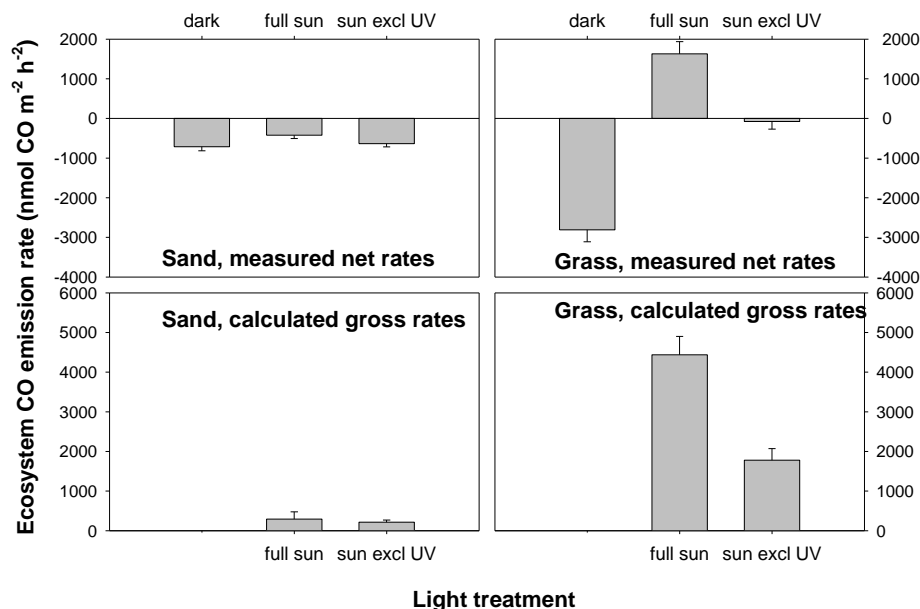 dark full sun sun excl UV dark full sun sun excl UV
Ecosystem CO emission rate (nmol CO m⁻² h⁻²)
2000 2000
1000 1000
0 0
-1000 -1000
-2000 -2000
-3000 -3000
-4000 -4000
Sand, measured net rates
Grass, measured net rates
6000 6000
5000 5000
4000 4000
3000 3000
2000 2000
1000 1000
0 0
Sand, calculated gross rates
Grass, calculated gross rates
full sun sun excl UV full sun sun excl UV
Light treatment